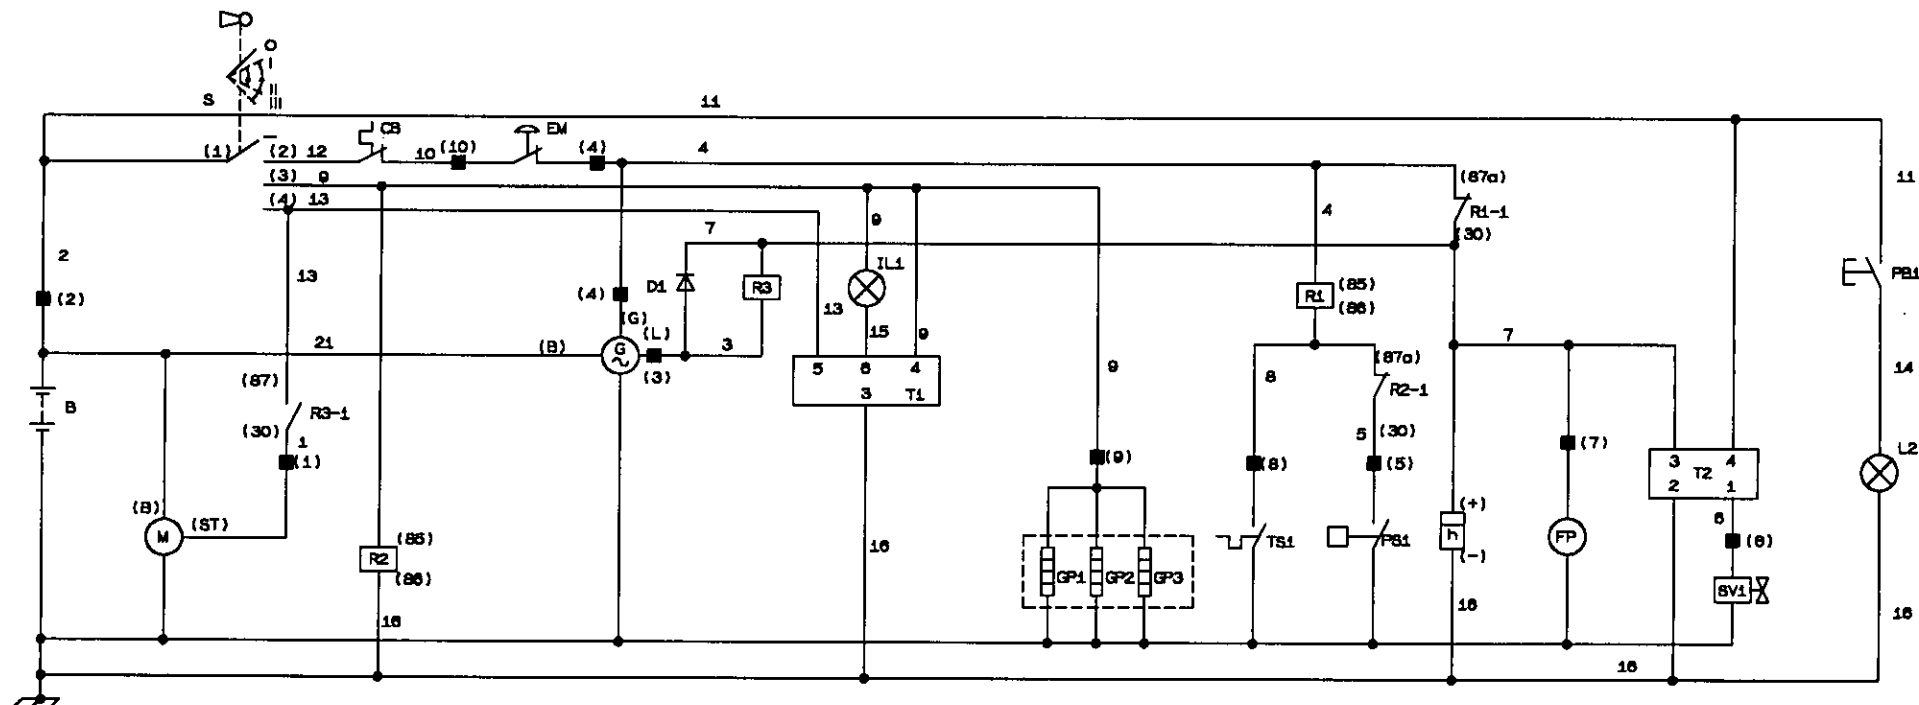 O
I
II
III
S
11
CB
EM
(1)
(2) 12
10
(10)
(4)
4
(3) 9
(4) 13
(87a)
R1-1
(30)
11
2
(2)
13
7
D1
R3
9
IL1
13
15
9
4
R1
(85)
(86)
PB1
(4)
(G)
(L)
G
(B)
(3)
3
21
5
6
4
3
T1
9
8
(87a)
R2-1
7
14
B
(87)
R3-1
(30)
1
(1)
5
(30)
(9)
(8)
(5)
(7)
3
4
T2
2
1
L2
(B)
(ST)
M
R2
(85)
(86)
16
16
GP1
GP2
GP3
TS1
PS1
(+)
h
(-)
FP
6
(6)
SV1
16
16
16